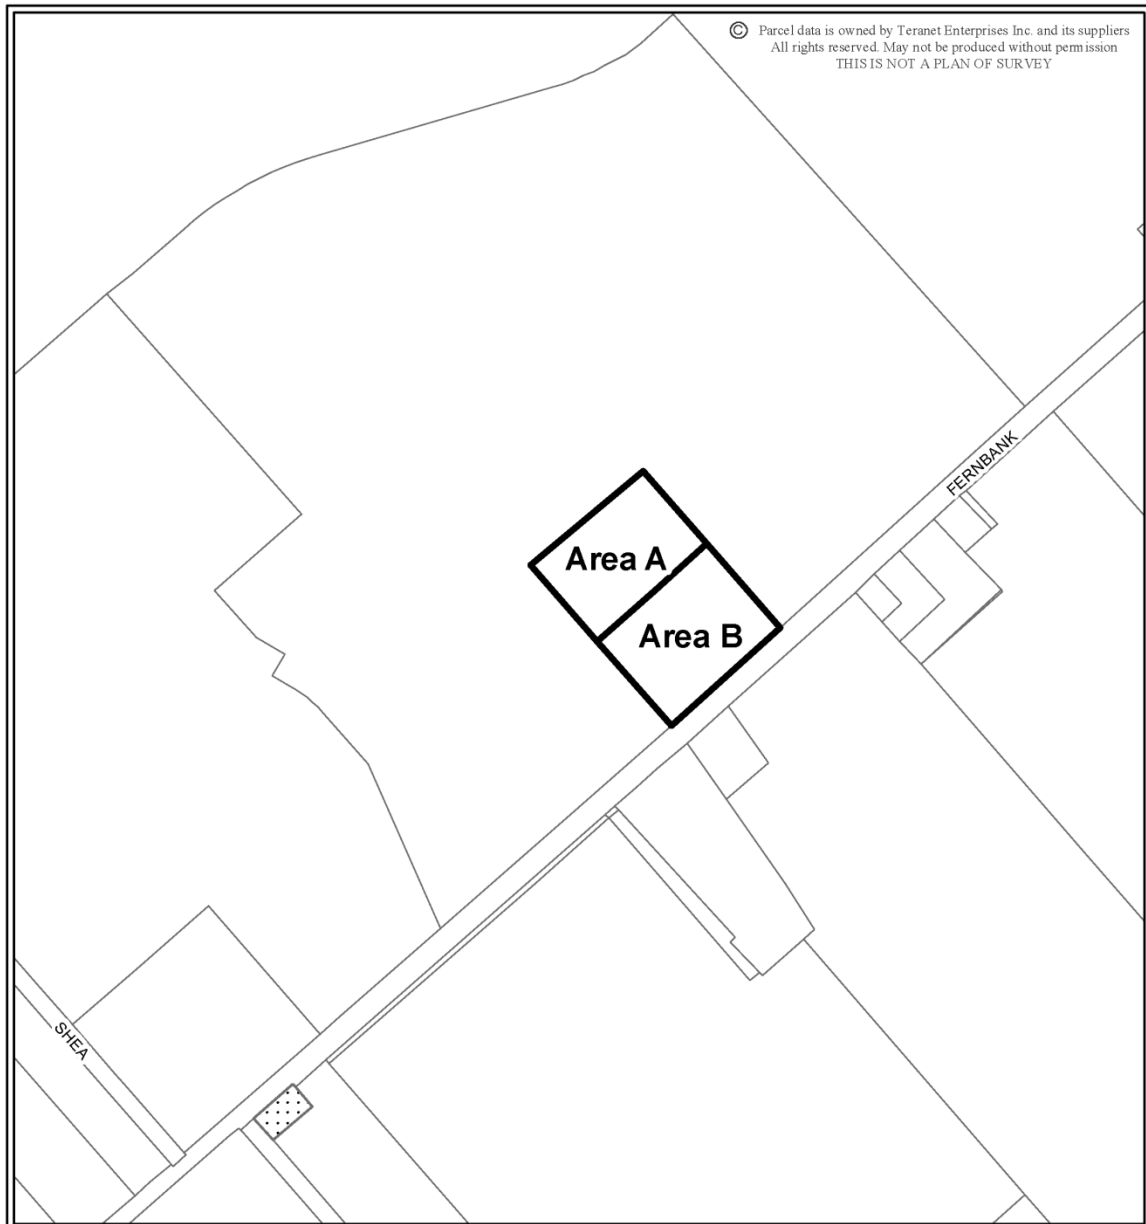 © Parcel data is owned by Teranet Enterprises Inc. and its suppliers
All rights reserved. May not be produced without permission
THIS IS NOT A PLAN OF SURVEY
FERNBANK
Area A
Area B
SHEA